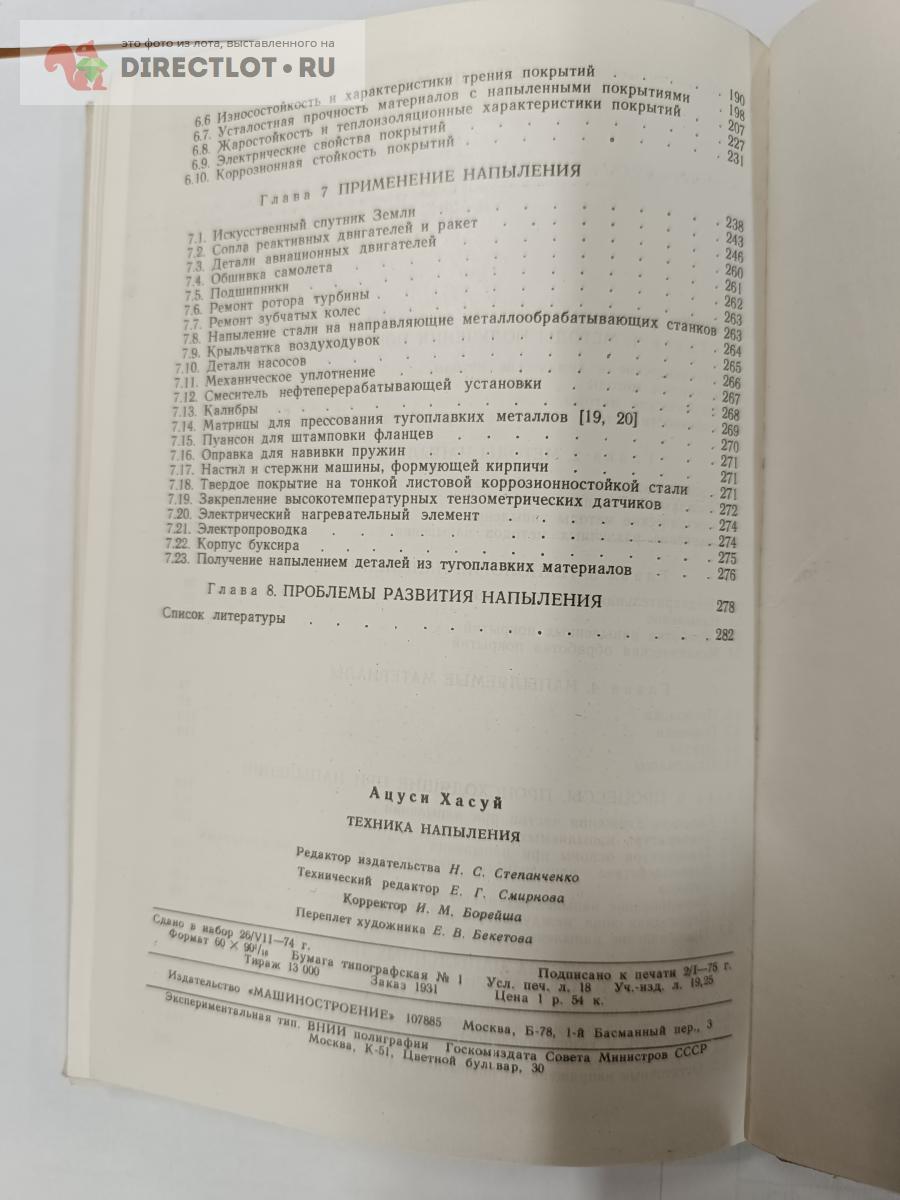 это фото из лота, выставленного на
DIRECTLOT.RU
6.6 Износостойкость и характеристики трения покрытий . . . . 190
6.7. Усталостная прочность материалов с напыленными покрытиями 198
6.8. Жаростойкость и теплоизоляционные характеристики покрытий . 207
6.9. Электрические свойства покрытий . . . . . . . 227
6.10. Коррозионная стойкость покрытий . . . . . . . 231
Глава 7 ПРИМЕНЕНИЕ НАПЫЛЕНИЯ
7.1. Искусственный спутник Земли . . . . . . . . 238
7.2. Сопла реактивных двигателей и ракет . . . . . . 243
7.3. Детали авиационных двигателей . . . . . . . 246
7.4. Обшивка самолета . . . . . . . . . . 260
7.5. Подшипники . . . . . . . . . . . 261
7.6. Ремонт ротора турбины . . . . . . . . . 262
7.7. Ремонт зубчатых колес . . . . . . . . . 263
7.8. Напыление стали на направляющие металлообрабатывающих станков 263
7.9. Крыльчатка воздуходувок . . . . . . . . . 264
7.10. Детали насосов . . . . . . . . . . 265
7.11. Механическое уплотнение . . . . . . . . 266
7.12. Смеситель нефтеперерабатывающей установки . . . . 267
7.13. Калибры . . . . . . . . . . . . 268
7.14. Матрицы для прессования тугоплавких металлов [19, 20] . . . 269
7.15. Пуансон для штамповки фланцев . . . . . . . 270
7.16. Оправка для навивки пружин . . . . . . . . 271
7.17. Настил и стержни машины, формующей кирпичи . . . . 271
7.18. Твердое покрытие на тонкой листовой коррозионностойкой стали . 271
7.19. Закрепление высокотемпературных тензометрических датчиков . . 272
7.20. Электрический нагревательный элемент . . . . . . 274
7.21. Электропроводка . . . . . . . . . . 274
7.22. Корпус буксира . . . . . . . . . . . 275
7.23. Получение напылением деталей из тугоплавких материалов . . . 276
Глава 8. ПРОБЛЕМЫ РАЗВИТИЯ НАПЫЛЕНИЯ 278
Список литературы . . . . . . . . . . . . 282
Ацуси Хасуй
ТЕХНИКА НАПЫЛЕНИЯ
Редактор издательства Н. С. Степанченко
Технический редактор Е. Г. Смирнова
Корректор И. М. Борейша
Переплет художника Е. В. Бекетова
Сдано в набор 26/VII—74 г. Подписано к печати 2/I—75 г.
Формат 60 × 90¹/₁₆ Бумага типографская № 1 Усл. печ. л. 18 Уч.-изд. л. 19,25
Тираж 13 000 Заказ 1931 Цена 1 р. 54 к.
Издательство «МАШИНОСТРОЕНИЕ» 107885 Москва, Б-78, 1-й Басманный пер., 3
Экспериментальная тип. ВНИИ полиграфии Госкомиздата Совета Министров СССР
Москва, К-51, Цветной бульвар, 30